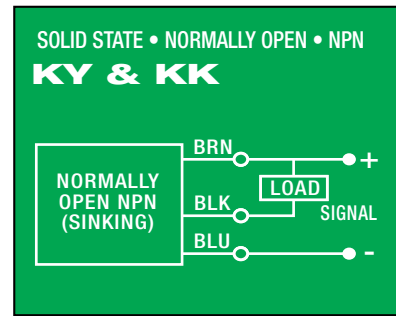 SOLID STATE • NORMALLY OPEN • NPN
KY & KK
BRN
+
NORMALLY
OPEN NPN
(SINKING)
LOAD
BLK
SIGNAL
BLU
-